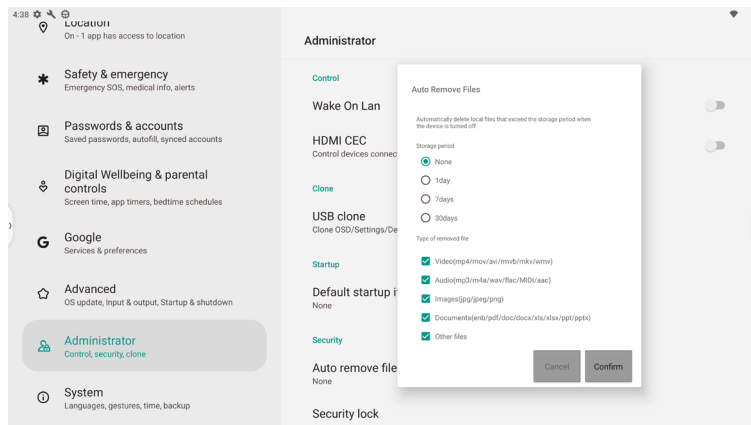 4:38
Location
On - 1 app has access to location
Safety & emergency
Emergency SOS, medical info, alerts
Passwords & accounts
Saved passwords, autofill, synced accounts
Digital Wellbeing & parental
controls
Screen time, app timers, bedtime schedules
Google
Services & preferences
Advanced
OS update, Input & output, Startup & shutdown
Administrator
Control, security, clone
System
Languages, gestures, time, backup
Administrator
Control
Wake On Lan
HDMI CEC
Control devices connec
Clone
USB clone
Clone OSD/Settings/De
Startup
Default startup i
None
Security
Auto remove file
None
Security lock
Auto Remove Files
Automatically delete local files that exceed the storage period when
the device is turned off
Storage period
None
1day
7days
30days
Type of removed file
Video(mp4/mov/avi/rmvb/mkv/wmv)
Audio(mp3/m4a/wav/flac/MIDI/aac)
Images(jpg/jpeg/png)
Documents(enb/pdf/doc/docx/xls/xlsx/ppt/pptx)
Other files
Cancel
Confirm